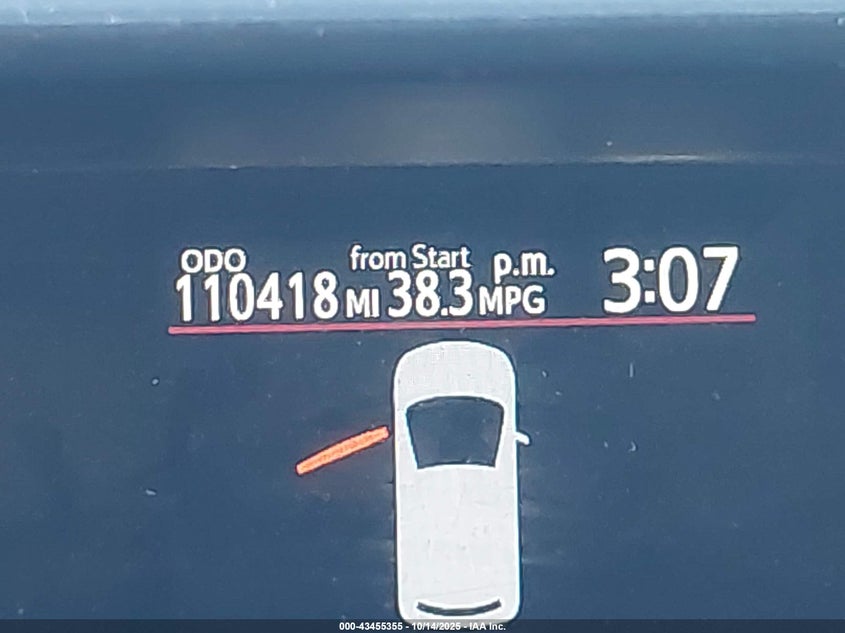 ODO from Start p.m. 3:07
110418 MI 38.3 MPG
000-43455355 - 10/14/2025 - IAA Inc.